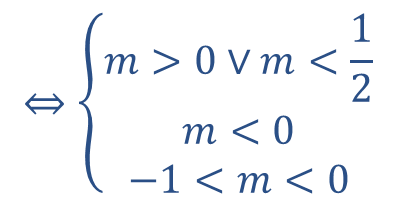 ⇔ { m > 0 ∨ m < 1/2
m < 0
−1 < m < 0